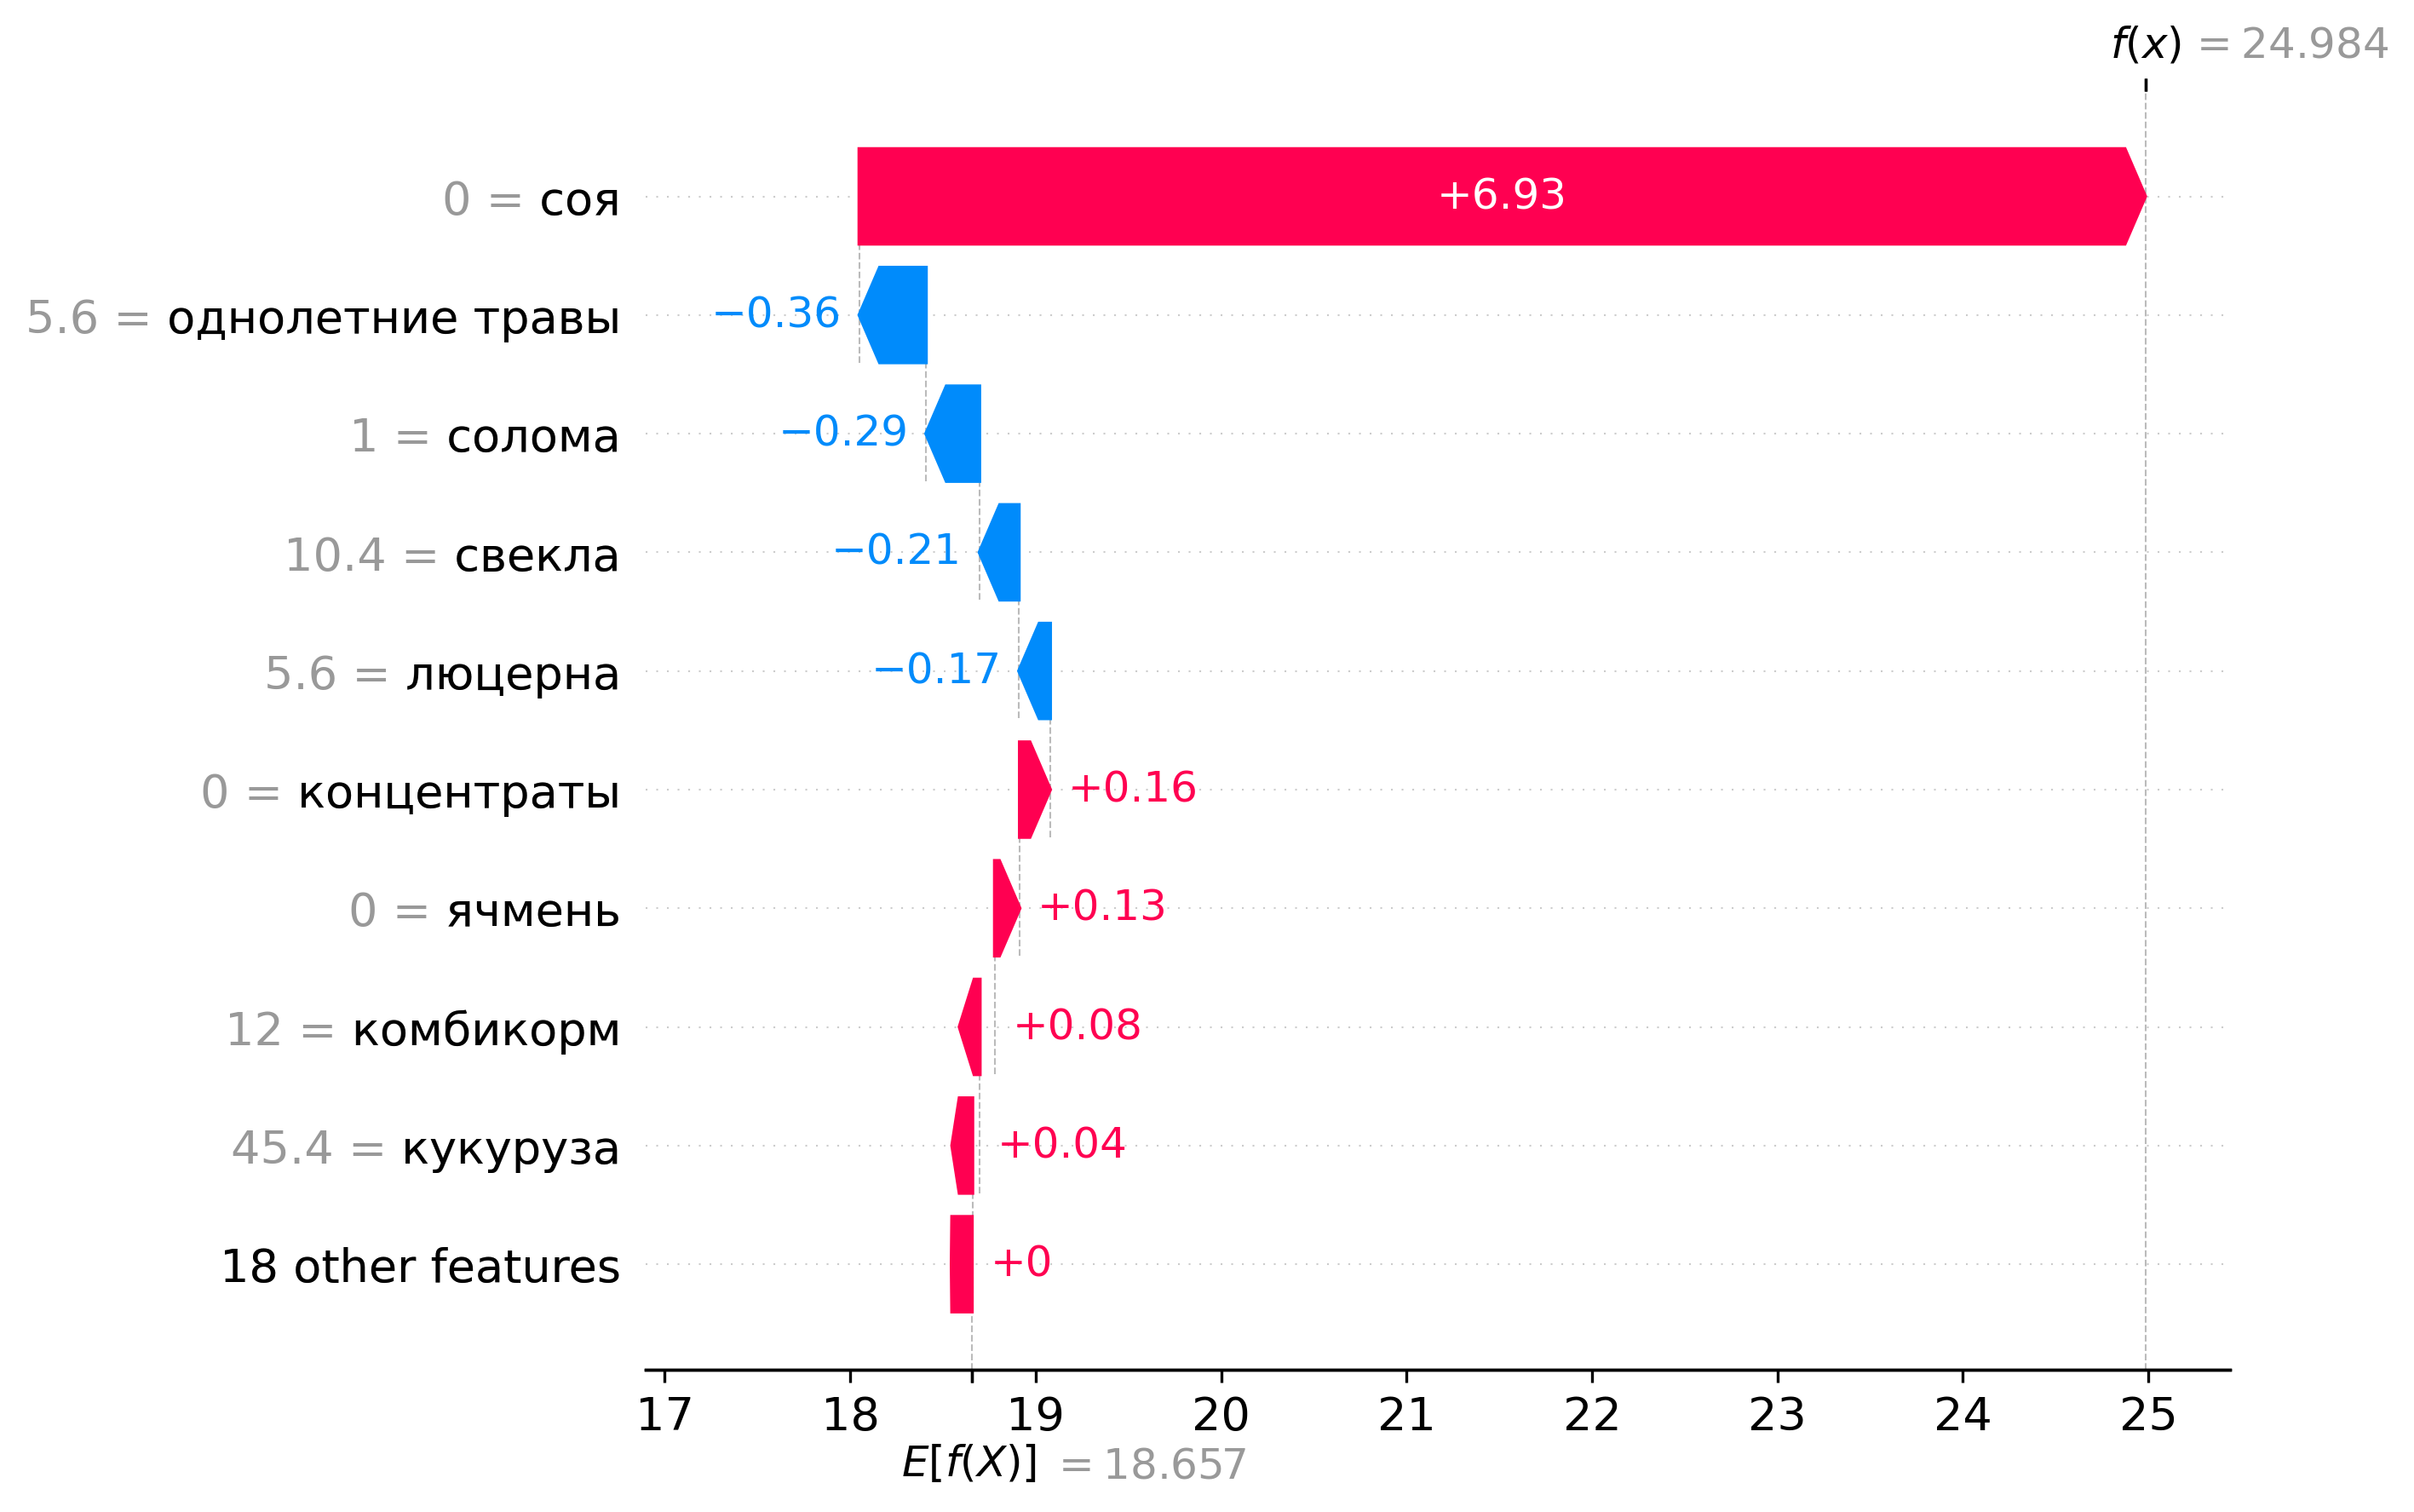 f(x) = 24.984
0 = соя
+6.93
5.6 = однолетние травы
−0.36
1 = солома
−0.29
10.4 = свекла
−0.21
5.6 = люцерна
−0.17
0 = концентраты
+0.16
0 = ячмень
+0.13
12 = комбикорм
+0.08
45.4 = кукуруза
+0.04
18 other features
+0
17 18 19 20 21 22 23 24 25
E[f(X)] = 18.657